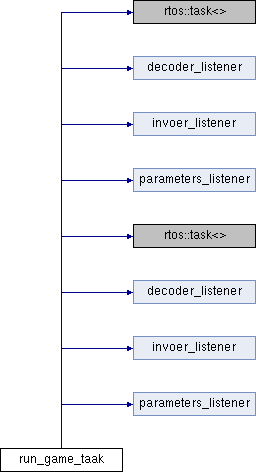 rtos::task<>
decoder_listener
invoer_listener
parameters_listener
rtos::task<>
decoder_listener
invoer_listener
parameters_listener
run_game_taak